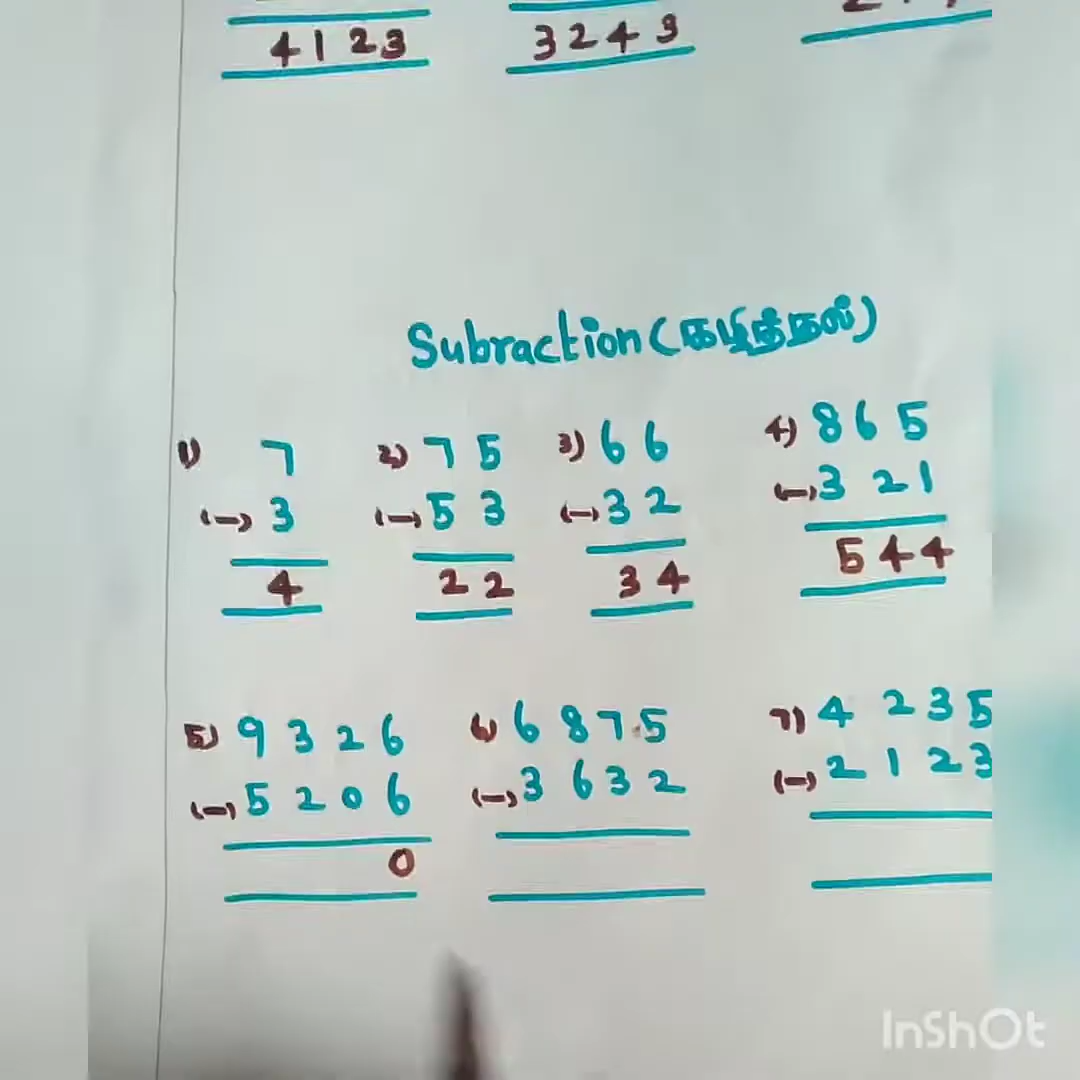 4123 3243
Subraction (கழித்தல்)
1) 7 2) 75 3) 66 4) 865
(-) 3 (-) 53 (-) 32 (-) 321
4 22 34 544
5) 9326 6) 6875 7) 4235
(-) 5206 (-) 3632 (-) 2123
0
InShOt